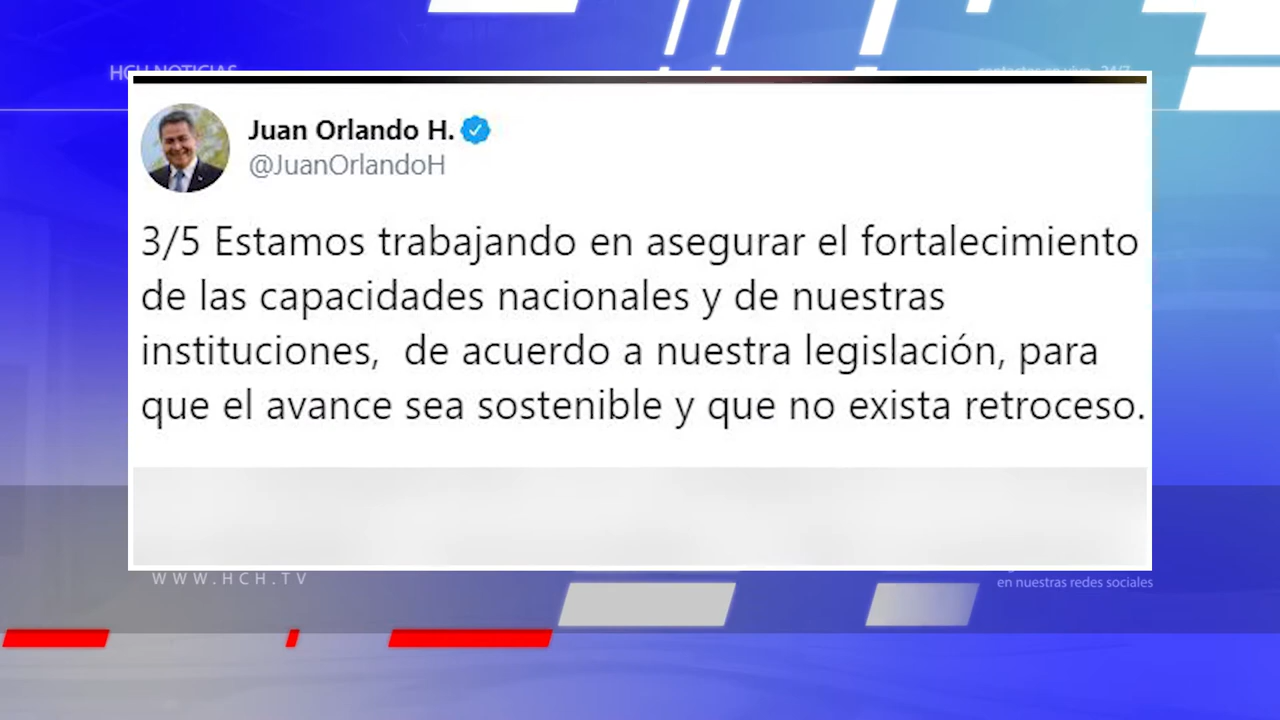 HCH NOTICIAS
Juan Orlando H.
@JuanOrlandoH
3/5 Estamos trabajando en asegurar el fortalecimiento
de las capacidades nacionales y de nuestras
instituciones,  de acuerdo a nuestra legislación, para
que el avance sea sostenible y que no exista retroceso.
WWW.HCH.TV
en nuestras redes sociales